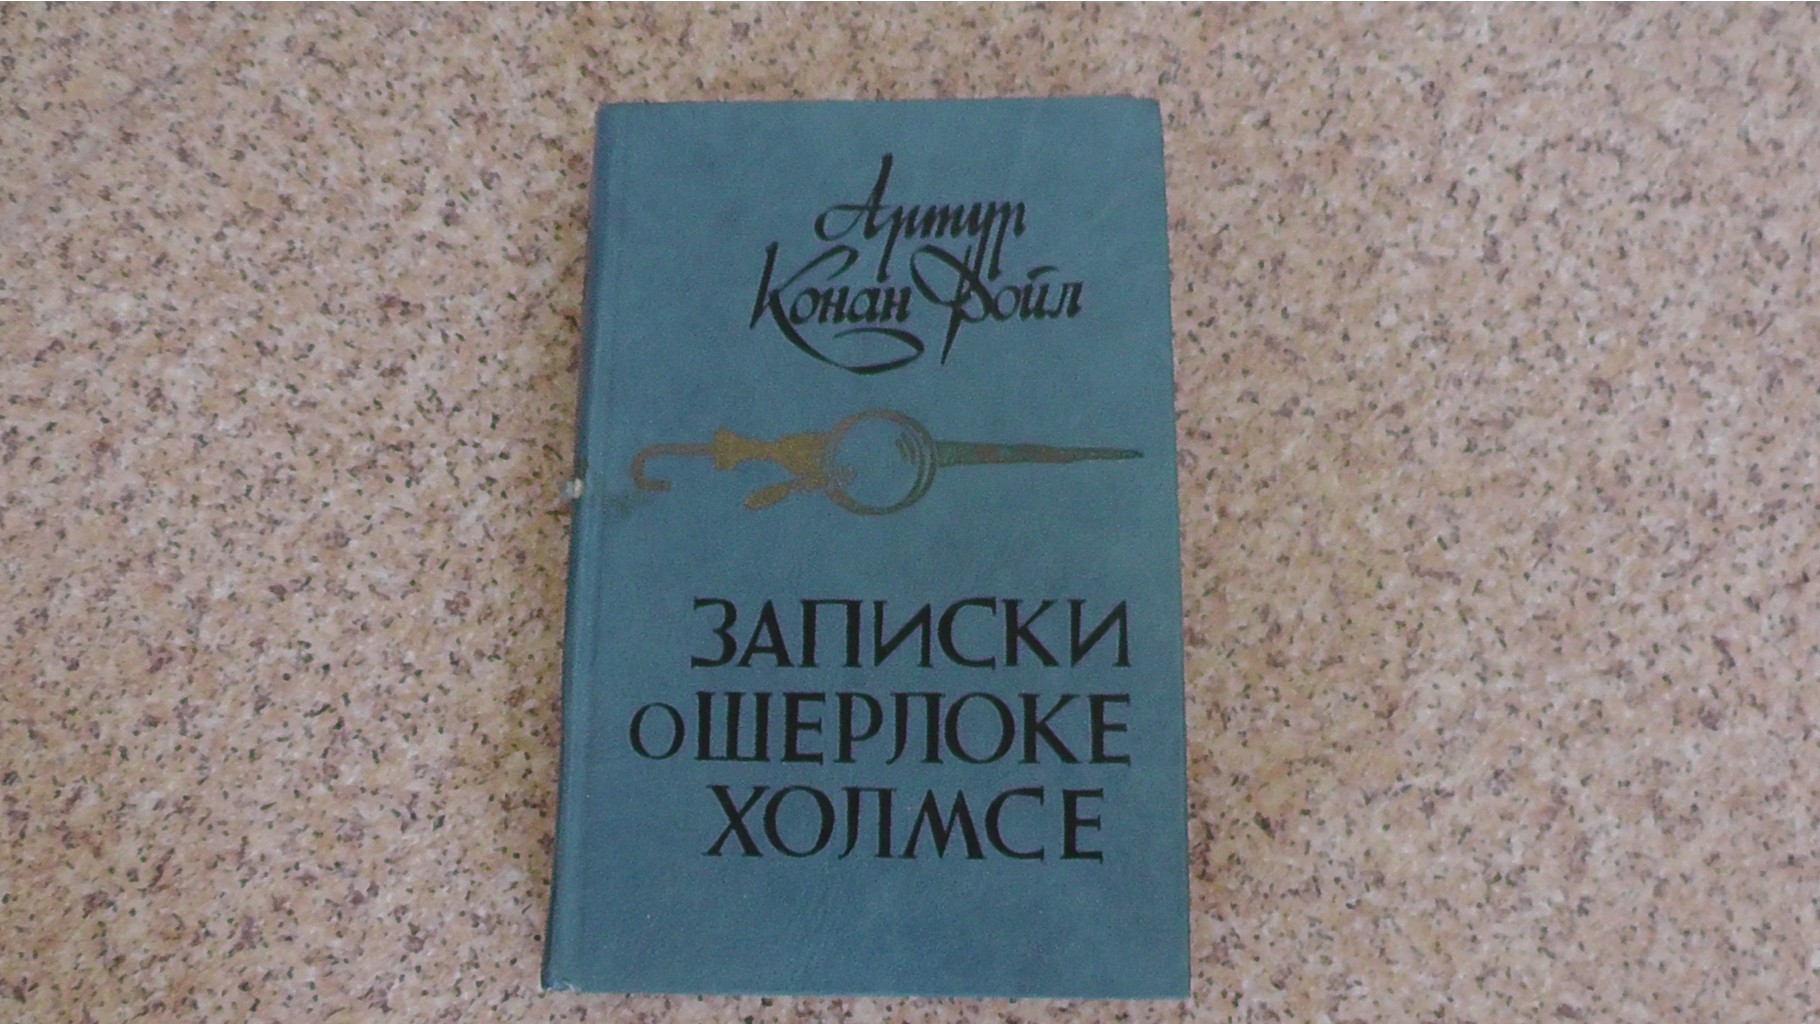 Артур
Конан Дойл
ЗАПИСКИ
о ШЕРЛОКЕ
ХОЛМСЕ